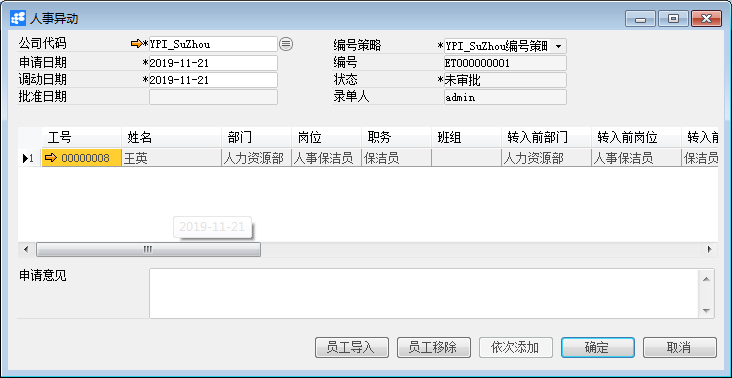 人事异动
公司代码 *YPI_SuZhou 编号策略 *YPI_SuZhou编号策略
申请日期 *2019-11-21 编号 ET000000001
调动日期 *2019-11-21 状态 *未审批
批准日期 录单人 admin
工号 姓名 部门 岗位 职务 班组 转入前部门 转入前岗位 转入前
1 00000008 王英 人力资源部 人事保洁员 保洁员 人力资源部 人事保洁员 保洁员
2019-11-21
申请意见
员工导入 员工移除 依次添加 确定 取消